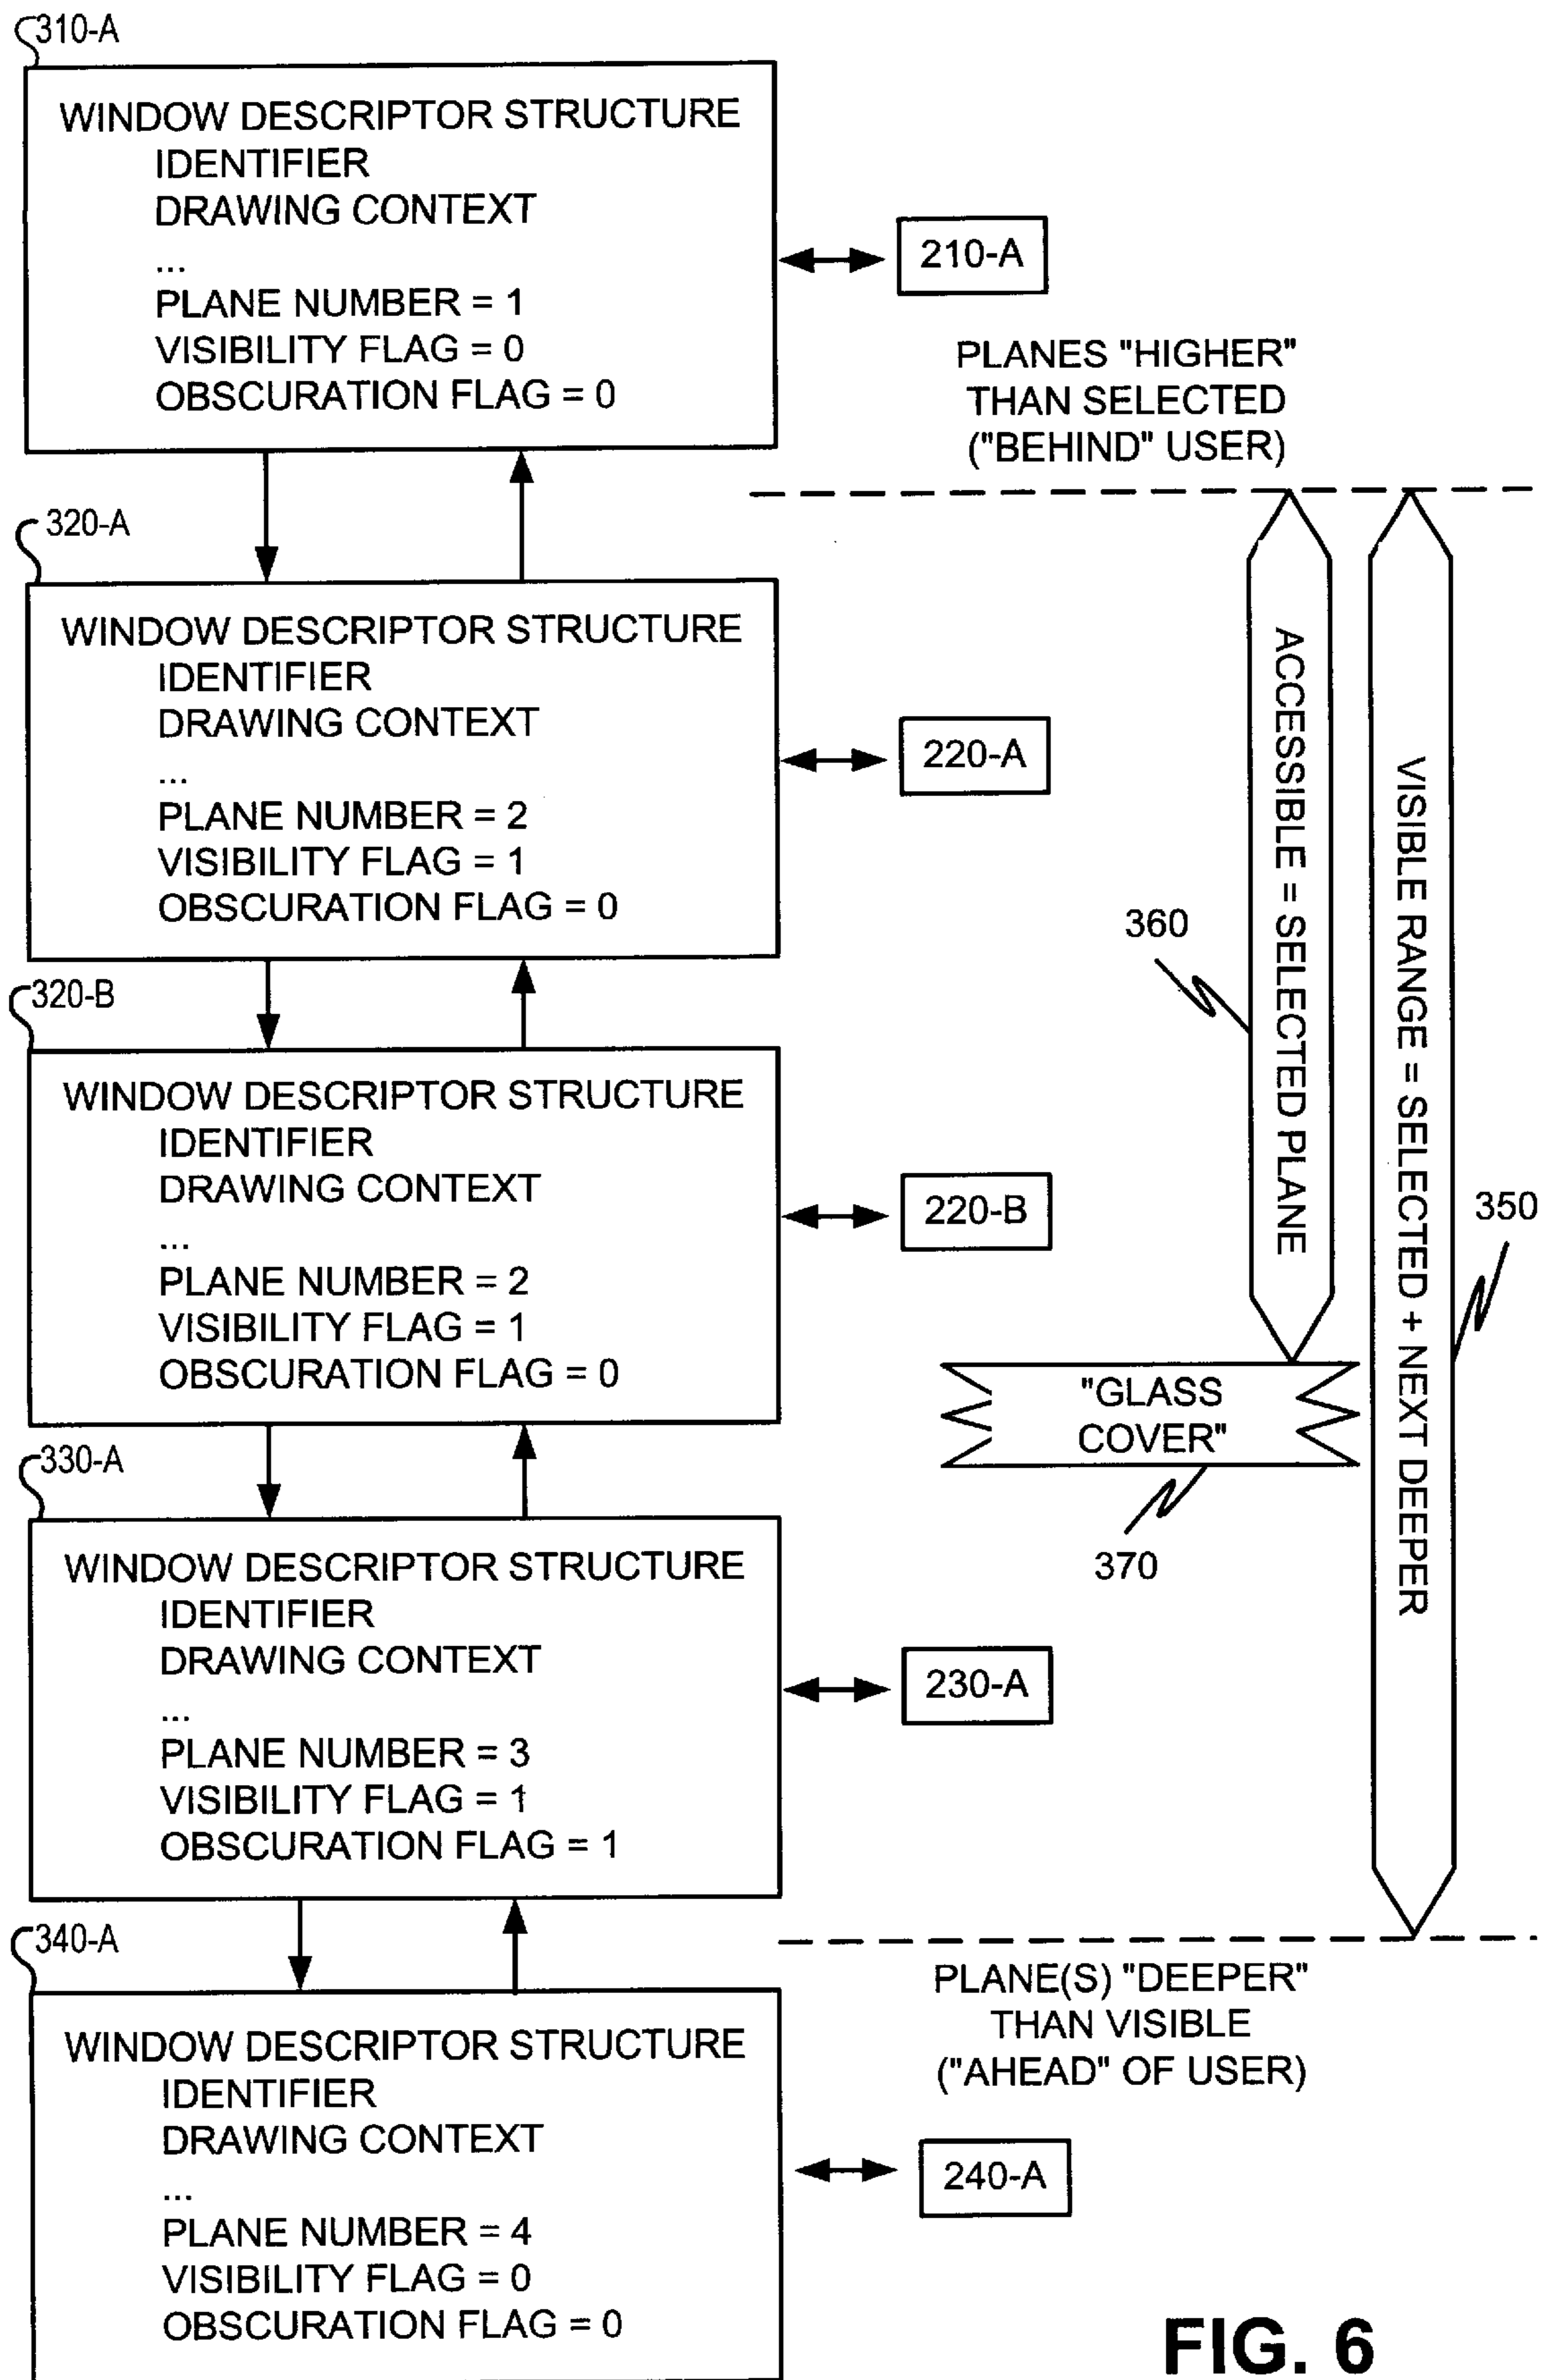 310-A
WINDOW DESCRIPTOR STRUCTURE
IDENTIFIER
DRAWING CONTEXT
...
PLANE NUMBER = 1
VISIBILITY FLAG = 0
OBSCURATION FLAG = 0
210-A
PLANES "HIGHER"
THAN SELECTED
("BEHIND" USER)
320-A
WINDOW DESCRIPTOR STRUCTURE
IDENTIFIER
DRAWING CONTEXT
...
PLANE NUMBER = 2
VISIBILITY FLAG = 1
OBSCURATION FLAG = 0
220-A
ACCESSIBLE = SELECTED PLANE
360
VISIBLE RANGE = SELECTED + NEXT DEEPER
350
320-B
WINDOW DESCRIPTOR STRUCTURE
IDENTIFIER
DRAWING CONTEXT
...
PLANE NUMBER = 2
VISIBILITY FLAG = 1
OBSCURATION FLAG = 0
220-B
"GLASS
COVER"
370
330-A
WINDOW DESCRIPTOR STRUCTURE
IDENTIFIER
DRAWING CONTEXT
...
PLANE NUMBER = 3
VISIBILITY FLAG = 1
OBSCURATION FLAG = 1
230-A
340-A
PLANE(S) "DEEPER"
THAN VISIBLE
("AHEAD" OF USER)
WINDOW DESCRIPTOR STRUCTURE
IDENTIFIER
DRAWING CONTEXT
...
PLANE NUMBER = 4
VISIBILITY FLAG = 0
OBSCURATION FLAG = 0
240-A
FIG. 6